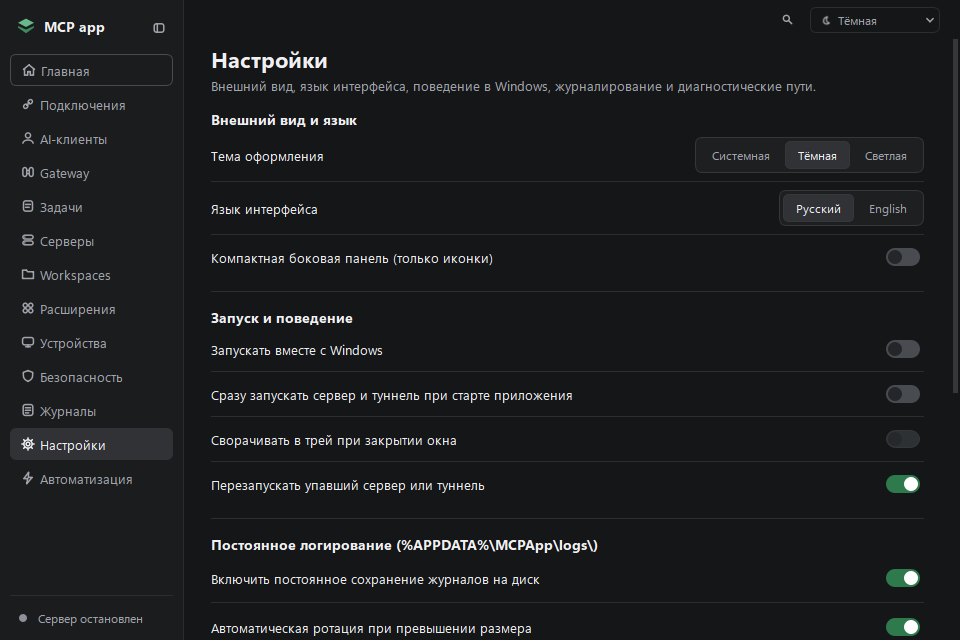 MCP app
Главная
Подключения
AI-клиенты
Gateway
Задачи
Серверы
Workspaces
Расширения
Устройства
Безопасность
Журналы
Настройки
Автоматизация
Сервер остановлен
Тёмная
Настройки
Внешний вид, язык интерфейса, поведение в Windows, журналирование и диагностические пути.
Внешний вид и язык
Тема оформления
Системная Тёмная Светлая
Язык интерфейса
Русский English
Компактная боковая панель (только иконки)
Запуск и поведение
Запускать вместе с Windows
Сразу запускать сервер и туннель при старте приложения
Сворачивать в трей при закрытии окна
Перезапускать упавший сервер или туннель
Постоянное логирование (%APPDATA%\MCPApp\logs\)
Включить постоянное сохранение журналов на диск
Автоматическая ротация при превышении размера